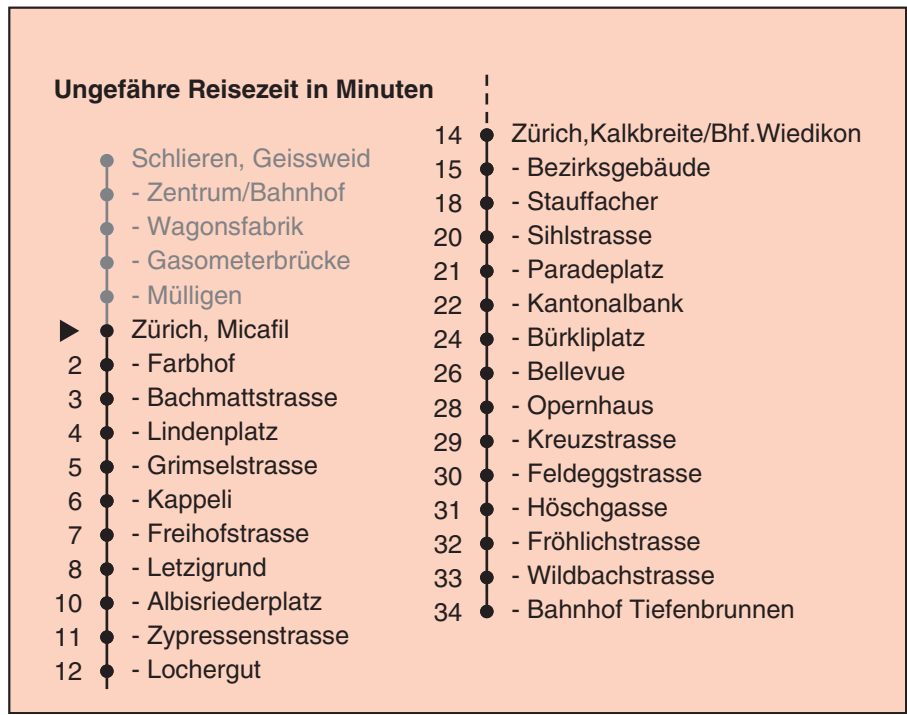 Ungefähre Reisezeit in Minuten
Schlieren, Geissweid
- Zentrum/Bahnhof
- Wagonsfabrik
- Gasometerbrücke
- Mülligen
Zürich, Micafil
2 - Farbhof
3 - Bachmattstrasse
4 - Lindenplatz
5 - Grimselstrasse
6 - Kappeli
7 - Freihofstrasse
8 - Letzigrund
10 - Albisriederplatz
11 - Zypressenstrasse
12 - Lochergut
14 Zürich,Kalkbreite/Bhf.Wiedikon
15 - Bezirksgebäude
18 - Stauffacher
20 - Sihlstrasse
21 - Paradeplatz
22 - Kantonalbank
24 - Bürkliplatz
26 - Bellevue
28 - Opernhaus
29 - Kreuzstrasse
30 - Feldeggstrasse
31 - Höschgasse
32 - Fröhlichstrasse
33 - Wildbachstrasse
34 - Bahnhof Tiefenbrunnen